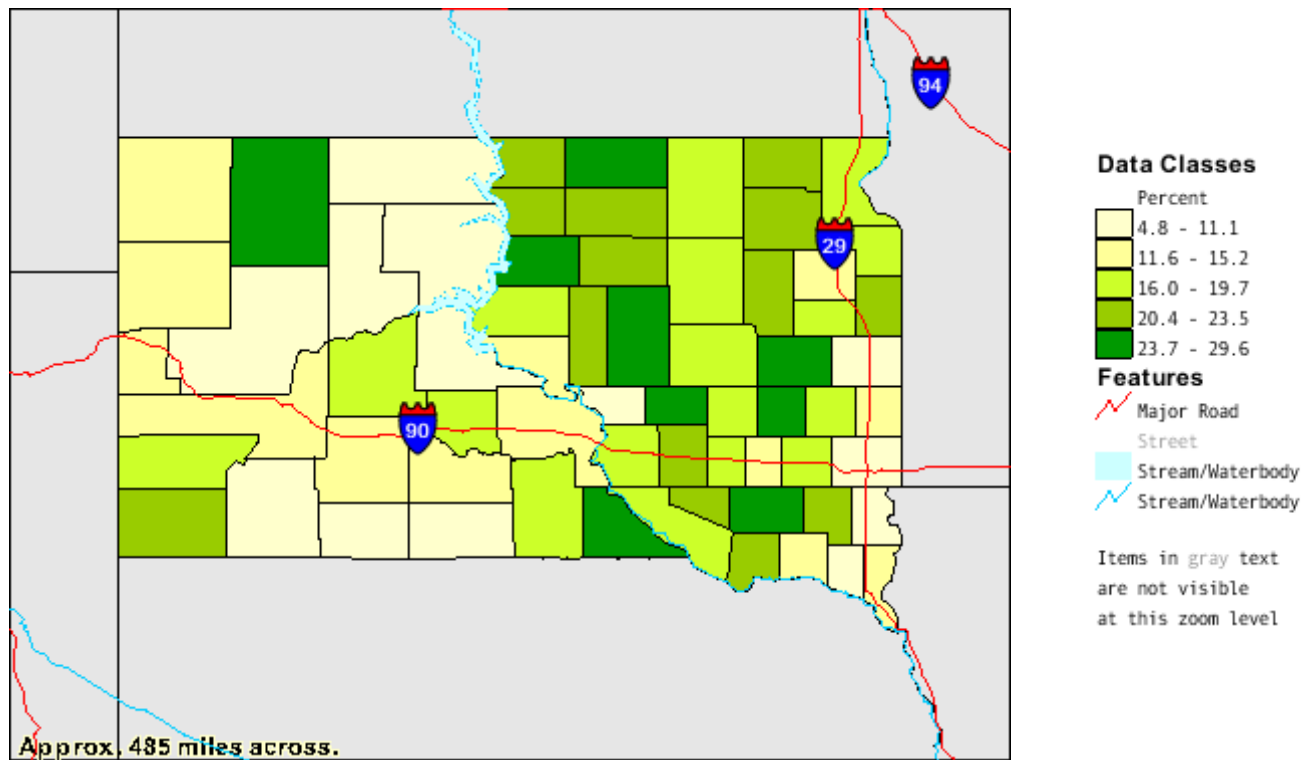 94
29
90
Approx. 485 miles across.
Data Classes
Percent
4.8 - 11.1
11.6 - 15.2
16.0 - 19.7
20.4 - 23.5
23.7 - 29.6
Features
Major Road
Street
Stream/Waterbody
Stream/Waterbody
Items in gray text
are not visible
at this zoom level